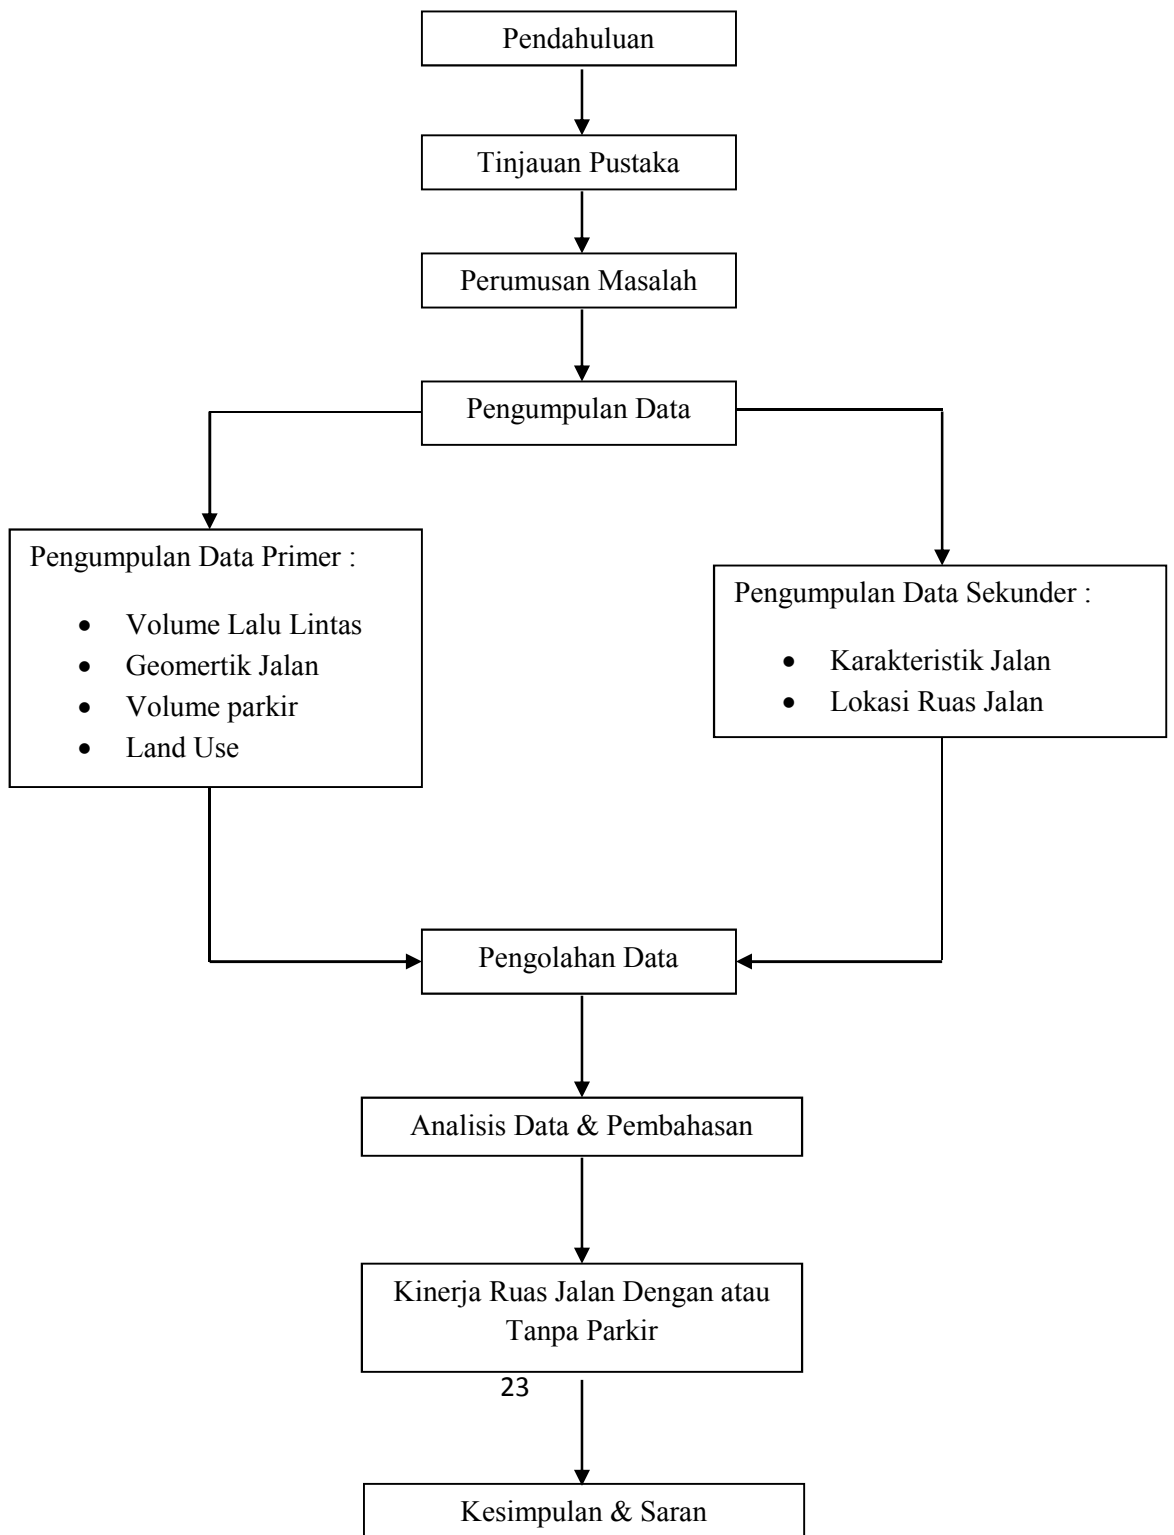 Pendahuluan
Tinjauan Pustaka
Perumusan Masalah
Pengumpulan Data
Pengumpulan Data Primer :
• Volume Lalu Lintas
• Geomertik Jalan
• Volume parkir
• Land Use
Pengumpulan Data Sekunder :
• Karakteristik Jalan
• Lokasi Ruas Jalan
Pengolahan Data
Analisis Data & Pembahasan
Kinerja Ruas Jalan Dengan atau
Tanpa Parkir
23
Kesimpulan & Saran